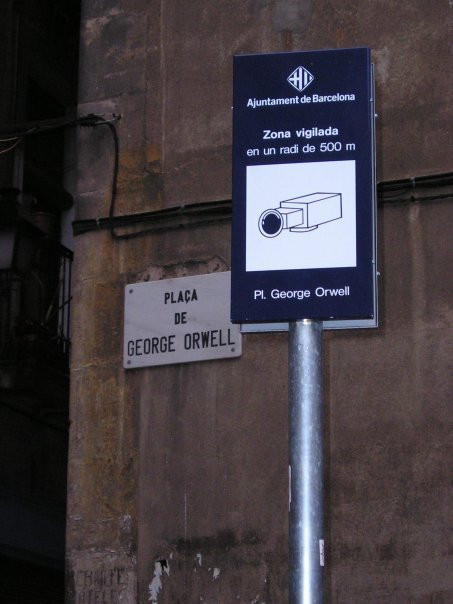 Ajuntament de Barcelona
Zona vigilada
en un radi de 500 m
Pl. George Orwell
PLAÇA
DE
GEORGE ORWELL